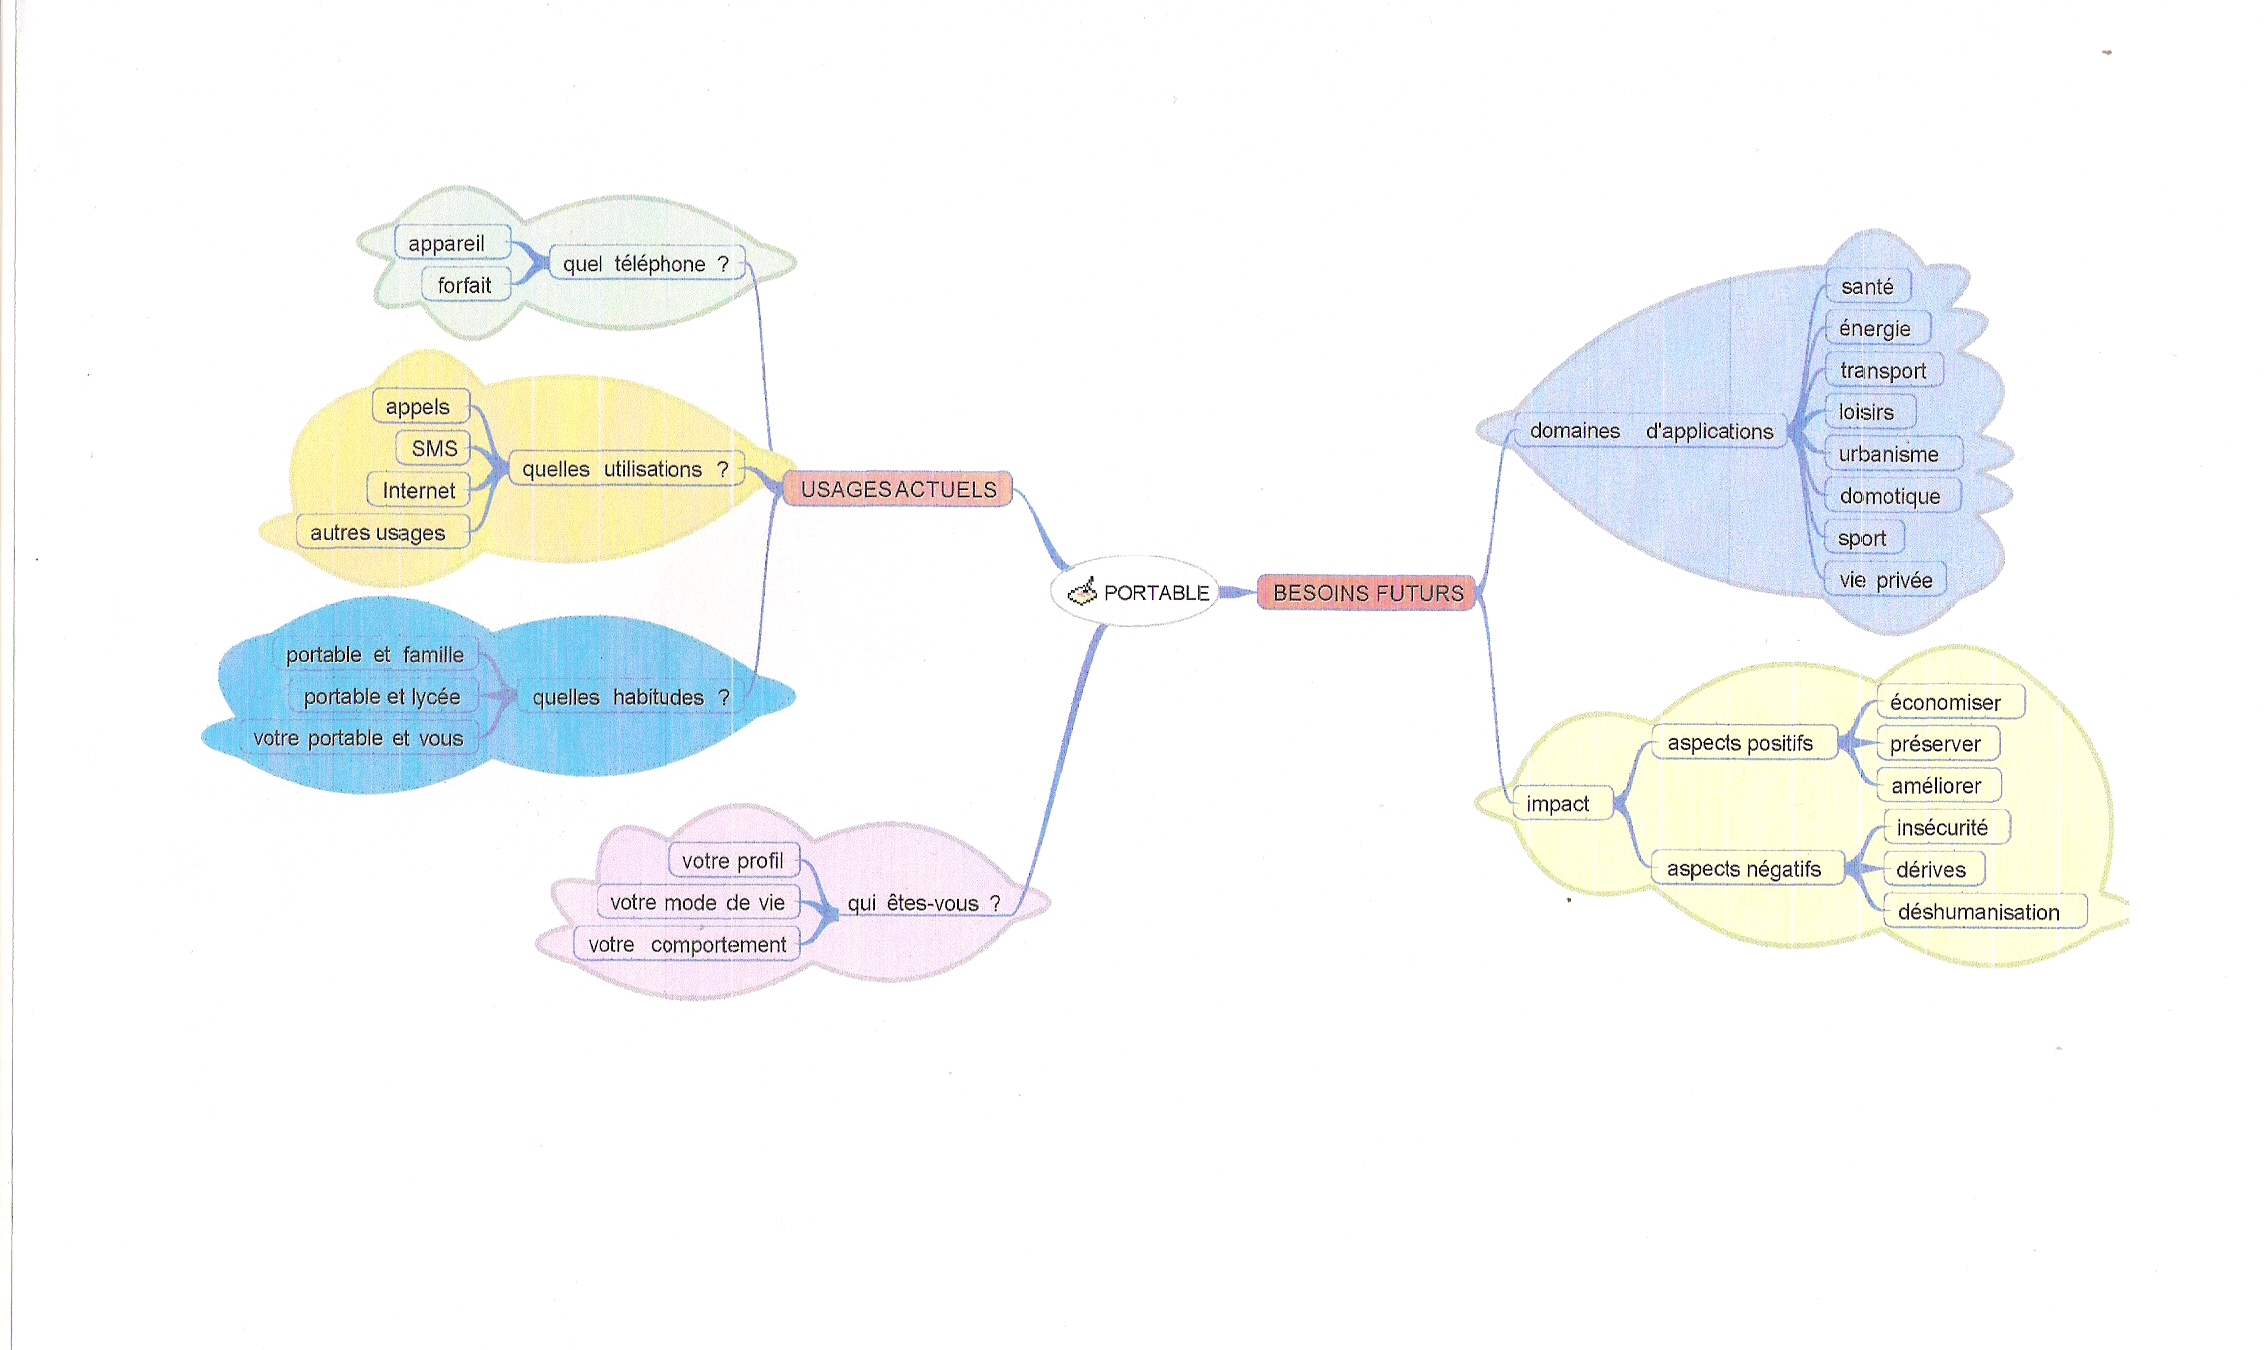 appareil
forfait
quel téléphone ?
appels
SMS
Internet
autres usages
quelles utilisations ?
portable et famille
portable et lycée
votre portable et vous
quelles habitudes ?
USAGES ACTUELS
votre profil
votre mode de vie
votre comportement
qui êtes-vous ?
PORTABLE
BESOINS FUTURS
domaines d'applications
santé
énergie
transport
loisirs
urbanisme
domotique
sport
vie privée
impact
aspects positifs
économiser
préserver
améliorer
aspects négatifs
insécurité
dérives
déshumanisation